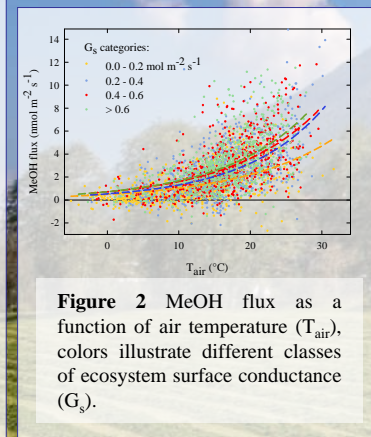 14
12
10
8
6
4
2
0
-2
MeOH flux (nmol m-2 s-1)
Gs categories:
0.0 - 0.2 mol m-2 s-1
0.2 - 0.4
0.4 - 0.6
> 0.6
0 10 20 30
Tair (°C)
Figure 2 MeOH flux as a
function of air temperature (Tair),
colors illustrate different classes
of ecosystem surface conductance
(Gs).